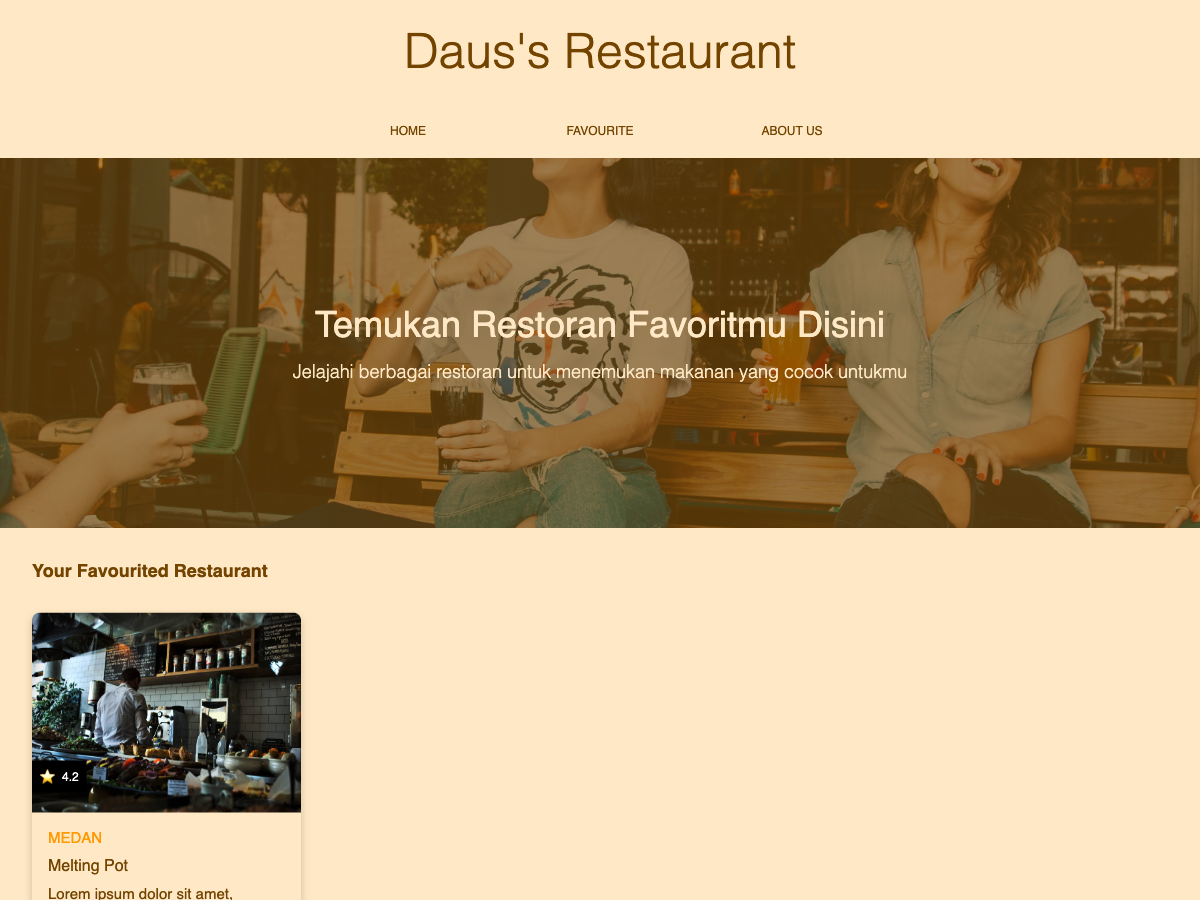 Daus's Restaurant
HOME FAVOURITE ABOUT US
Temukan Restoran Favoritmu Disini
Jelajahi berbagai restoran untuk menemukan makanan yang cocok untukmu
Your Favourited Restaurant
⭐ 4.2
MEDAN
Melting Pot
Lorem ipsum dolor sit amet,